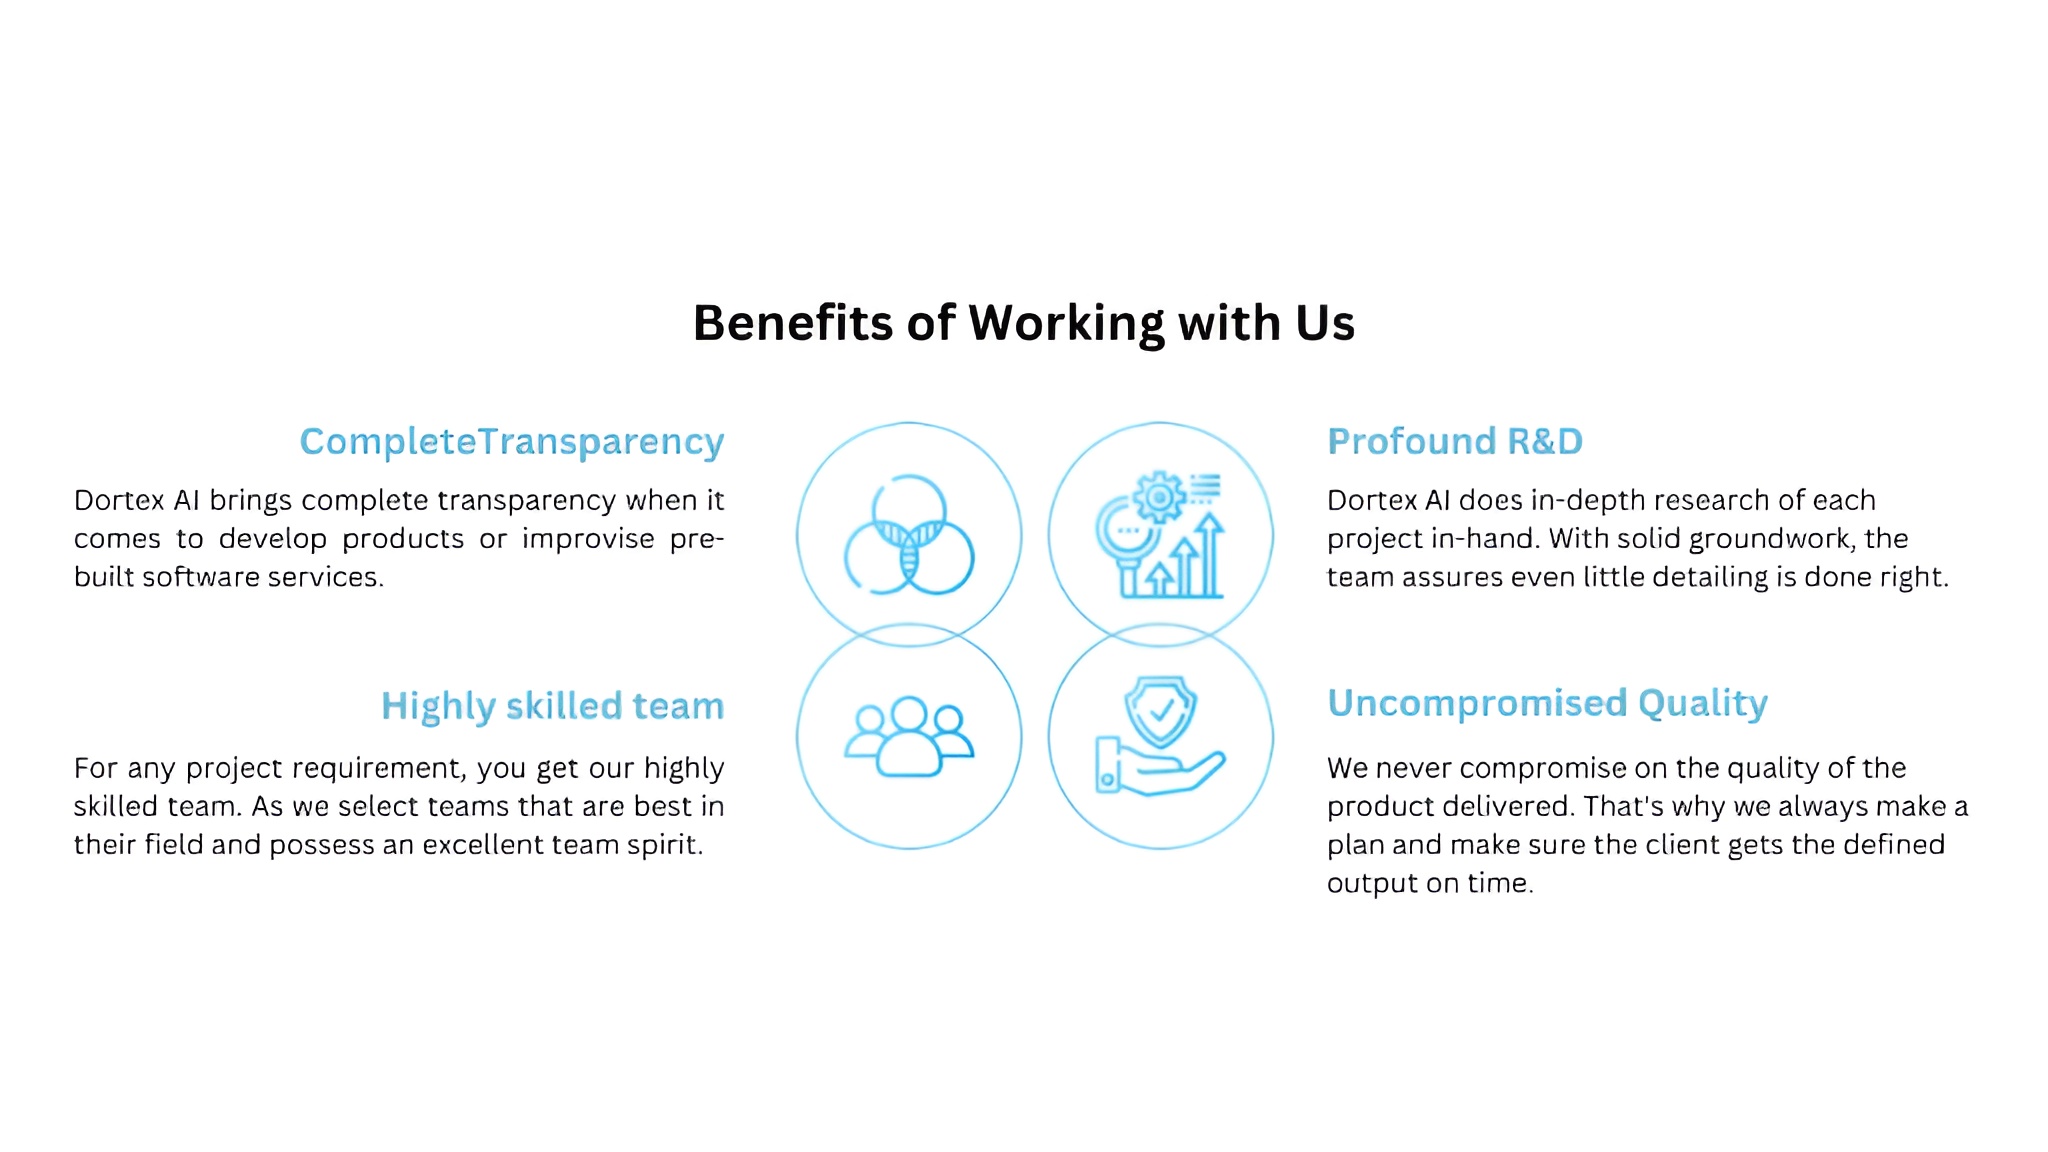 Benefits of Working with Us
CompleteTransparency
Dortex AI brings complete transparency when it
comes to develop products or improvise pre-
built software services.
Profound R&D
Dortex AI does in-depth research of each
project in-hand. With solid groundwork, the
team assures even little detailing is done right.
Highly skilled team
For any project requirement, you get our highly
skilled team. As we select teams that are best in
their field and possess an excellent team spirit.
Uncompromised Quality
We never compromise on the quality of the
product delivered. That's why we always make a
plan and make sure the client gets the defined
output on time.